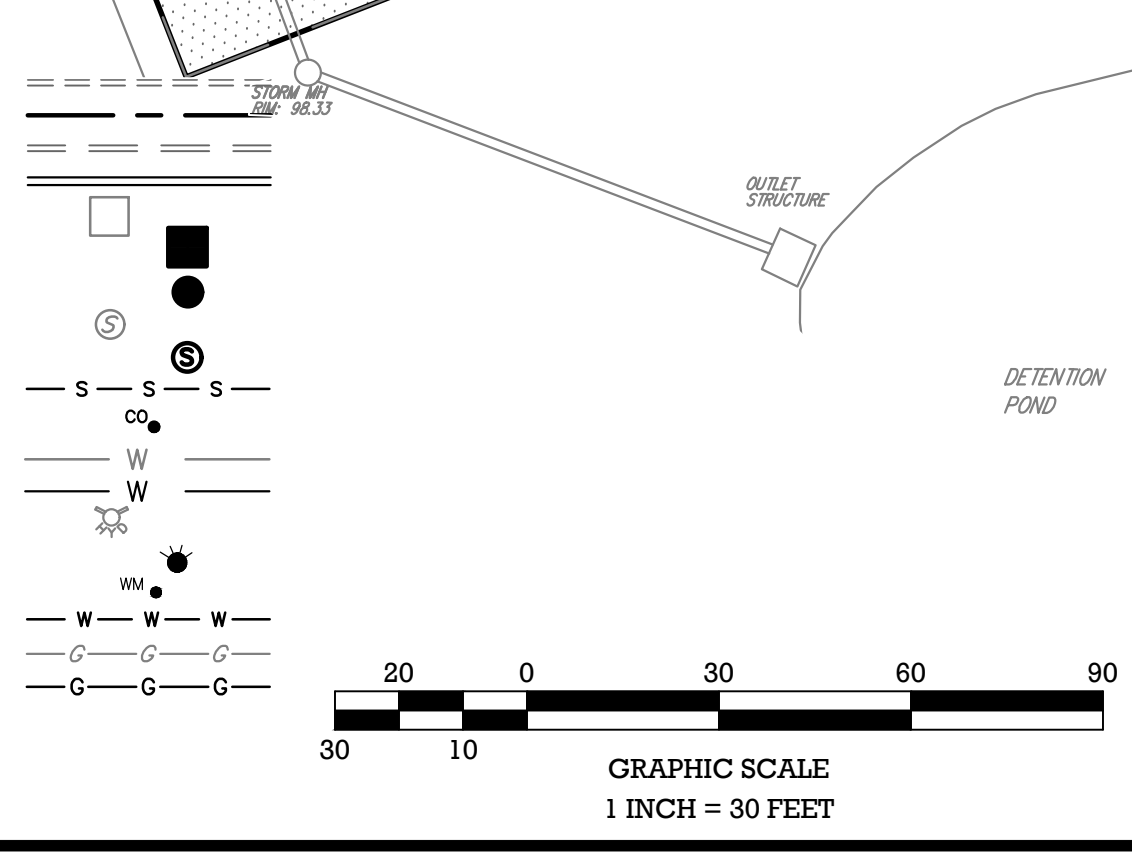 STORM MH
RIM: 98.33
OUTLET
STRUCTURE
S
S
S S S
DETENTION
POND
CO
W
W
HYD
WM
W W W
G G G
G G G
20 0 30 60 90
30 10
GRAPHIC SCALE
1 INCH = 30 FEET